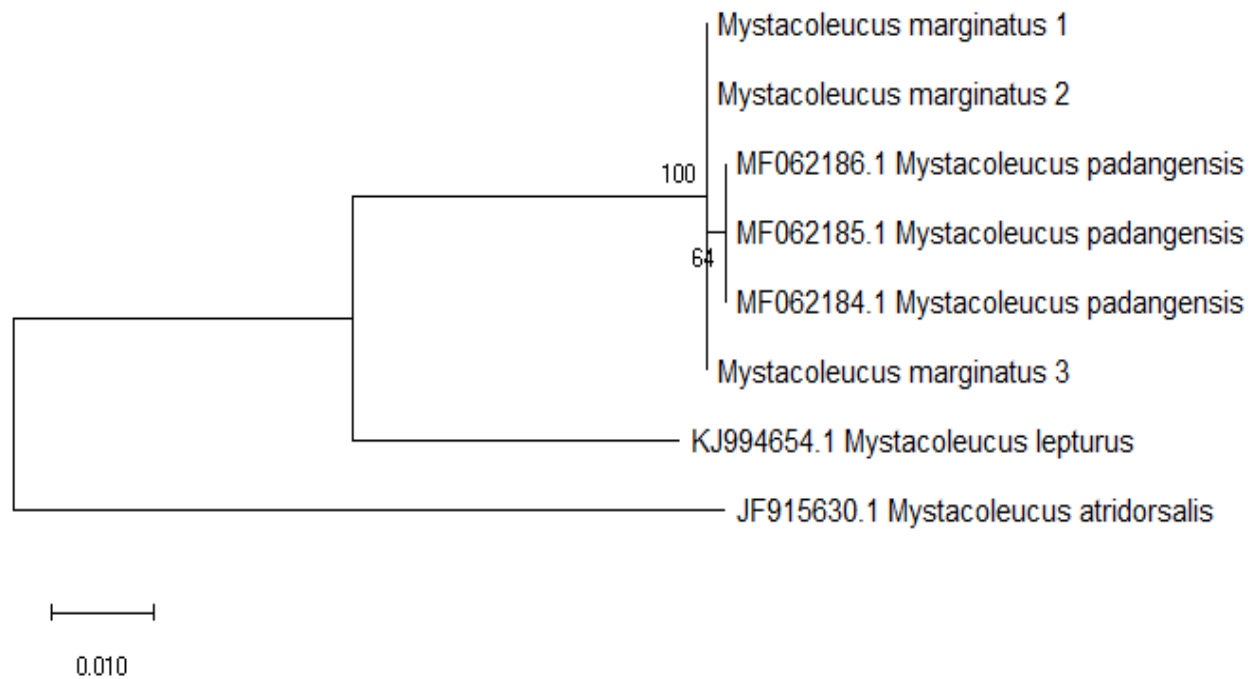 Mystacoleucus marginatus 1
Mystacoleucus marginatus 2
100
MF062186.1 Mystacoleucus padangensis
MF062185.1 Mystacoleucus padangensis
64
MF062184.1 Mystacoleucus padangensis
Mystacoleucus marginatus 3
KJ994654.1 Mystacoleucus lepturus
JF915630.1 Mystacoleucus atridorsalis
0.010